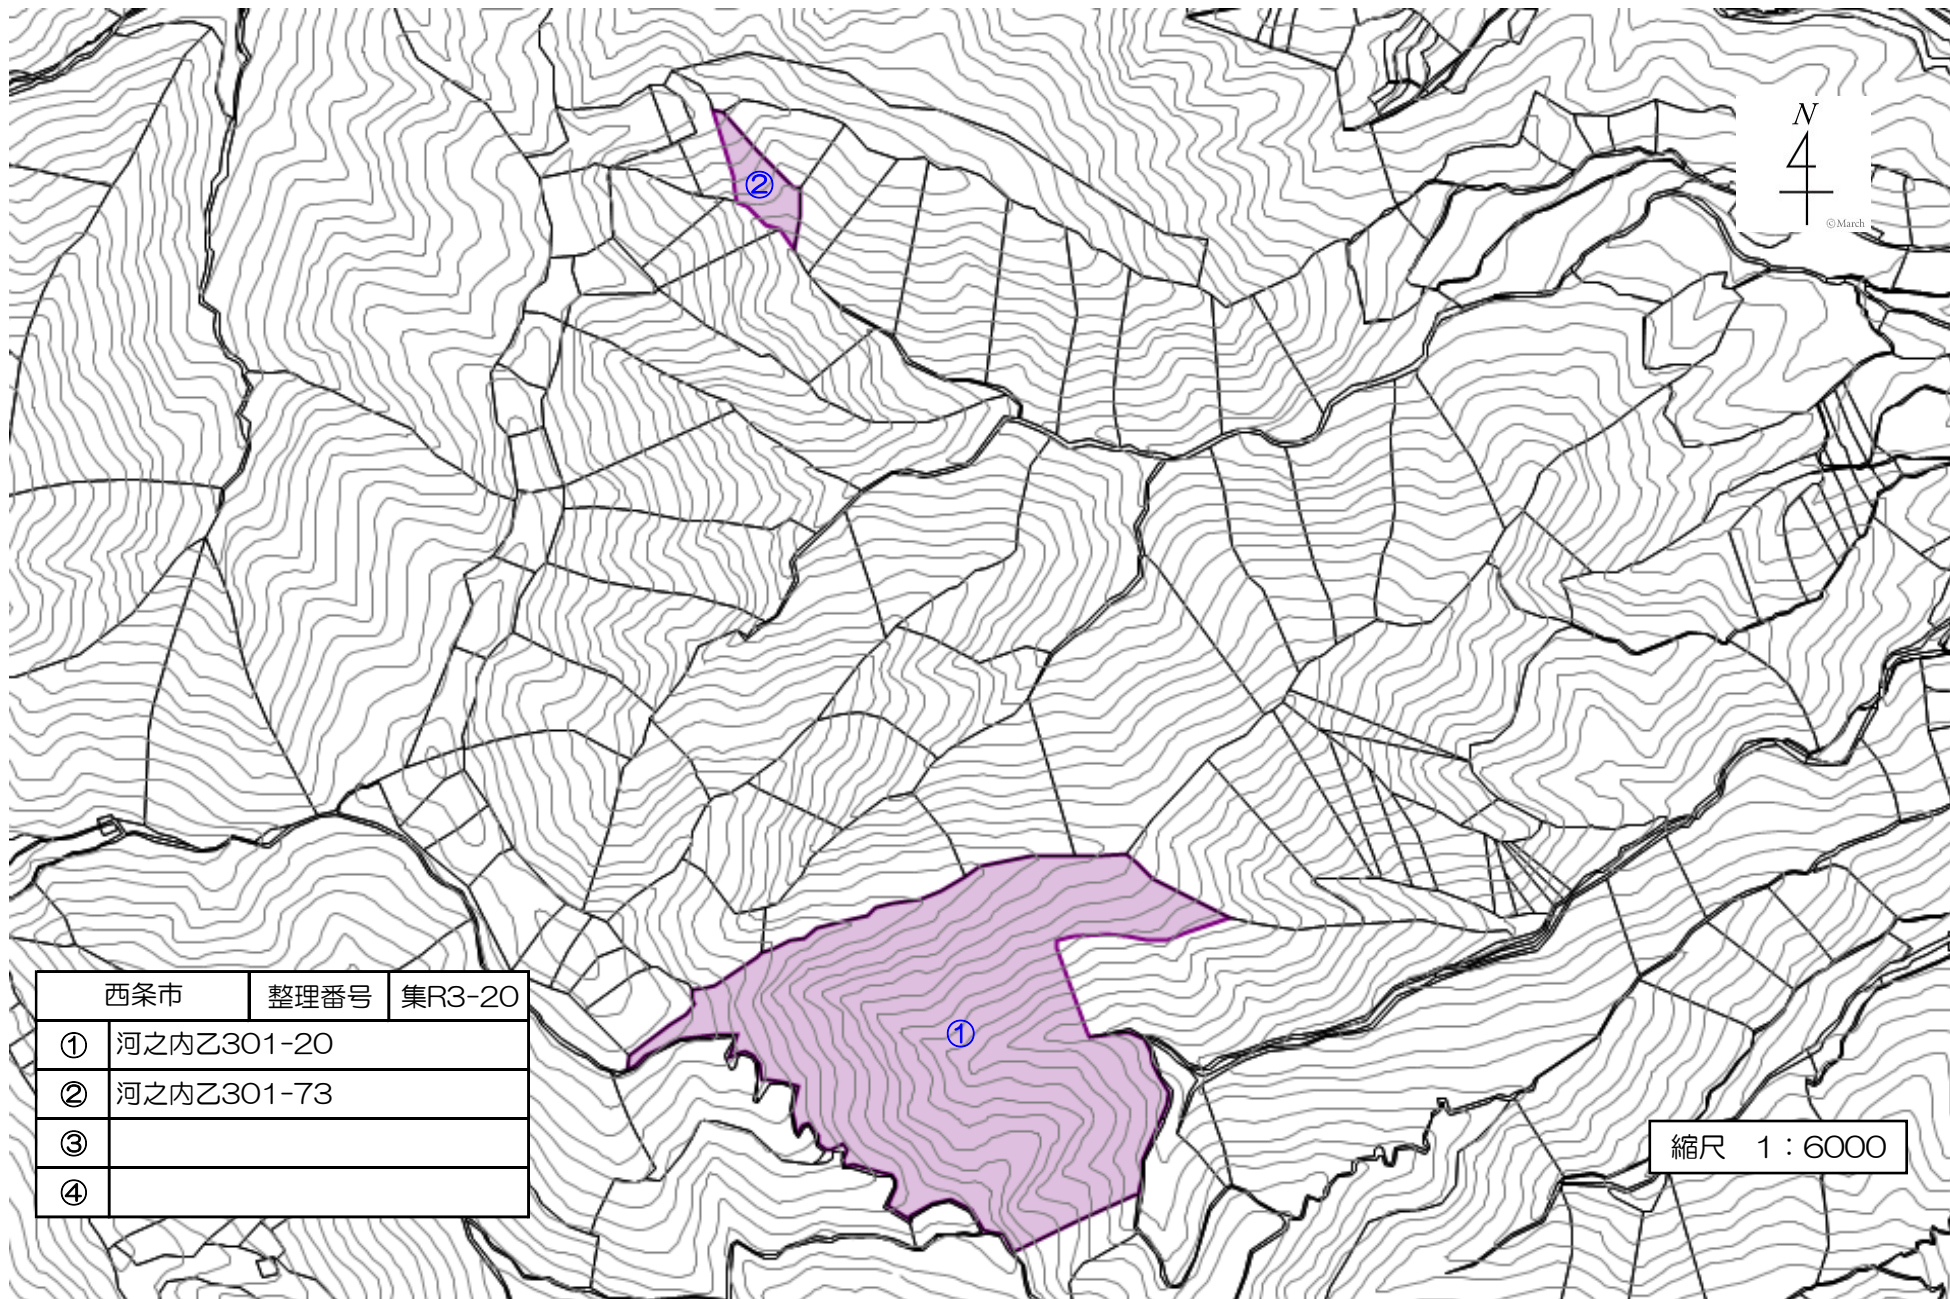 ②
N
©March
①
西条市 整理番号 集R3-20
① 河之内乙301-20
② 河之内乙301-73
③
④
縮尺 1：6000